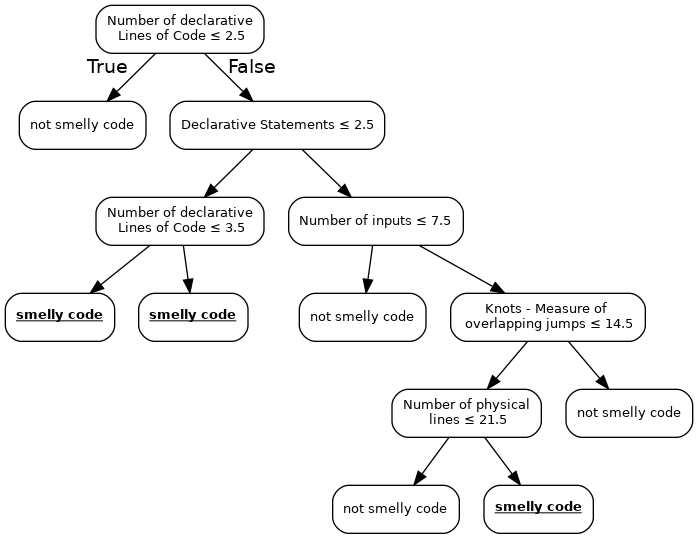 Number of declarative
Lines of Code ≤ 2.5
True
False
not smelly code
Declarative Statements ≤ 2.5
Number of declarative
Lines of Code ≤ 3.5
Number of inputs ≤ 7.5
smelly code
smelly code
not smelly code
Knots - Measure of
overlapping jumps ≤ 14.5
Number of physical
lines ≤ 21.5
not smelly code
not smelly code
smelly code